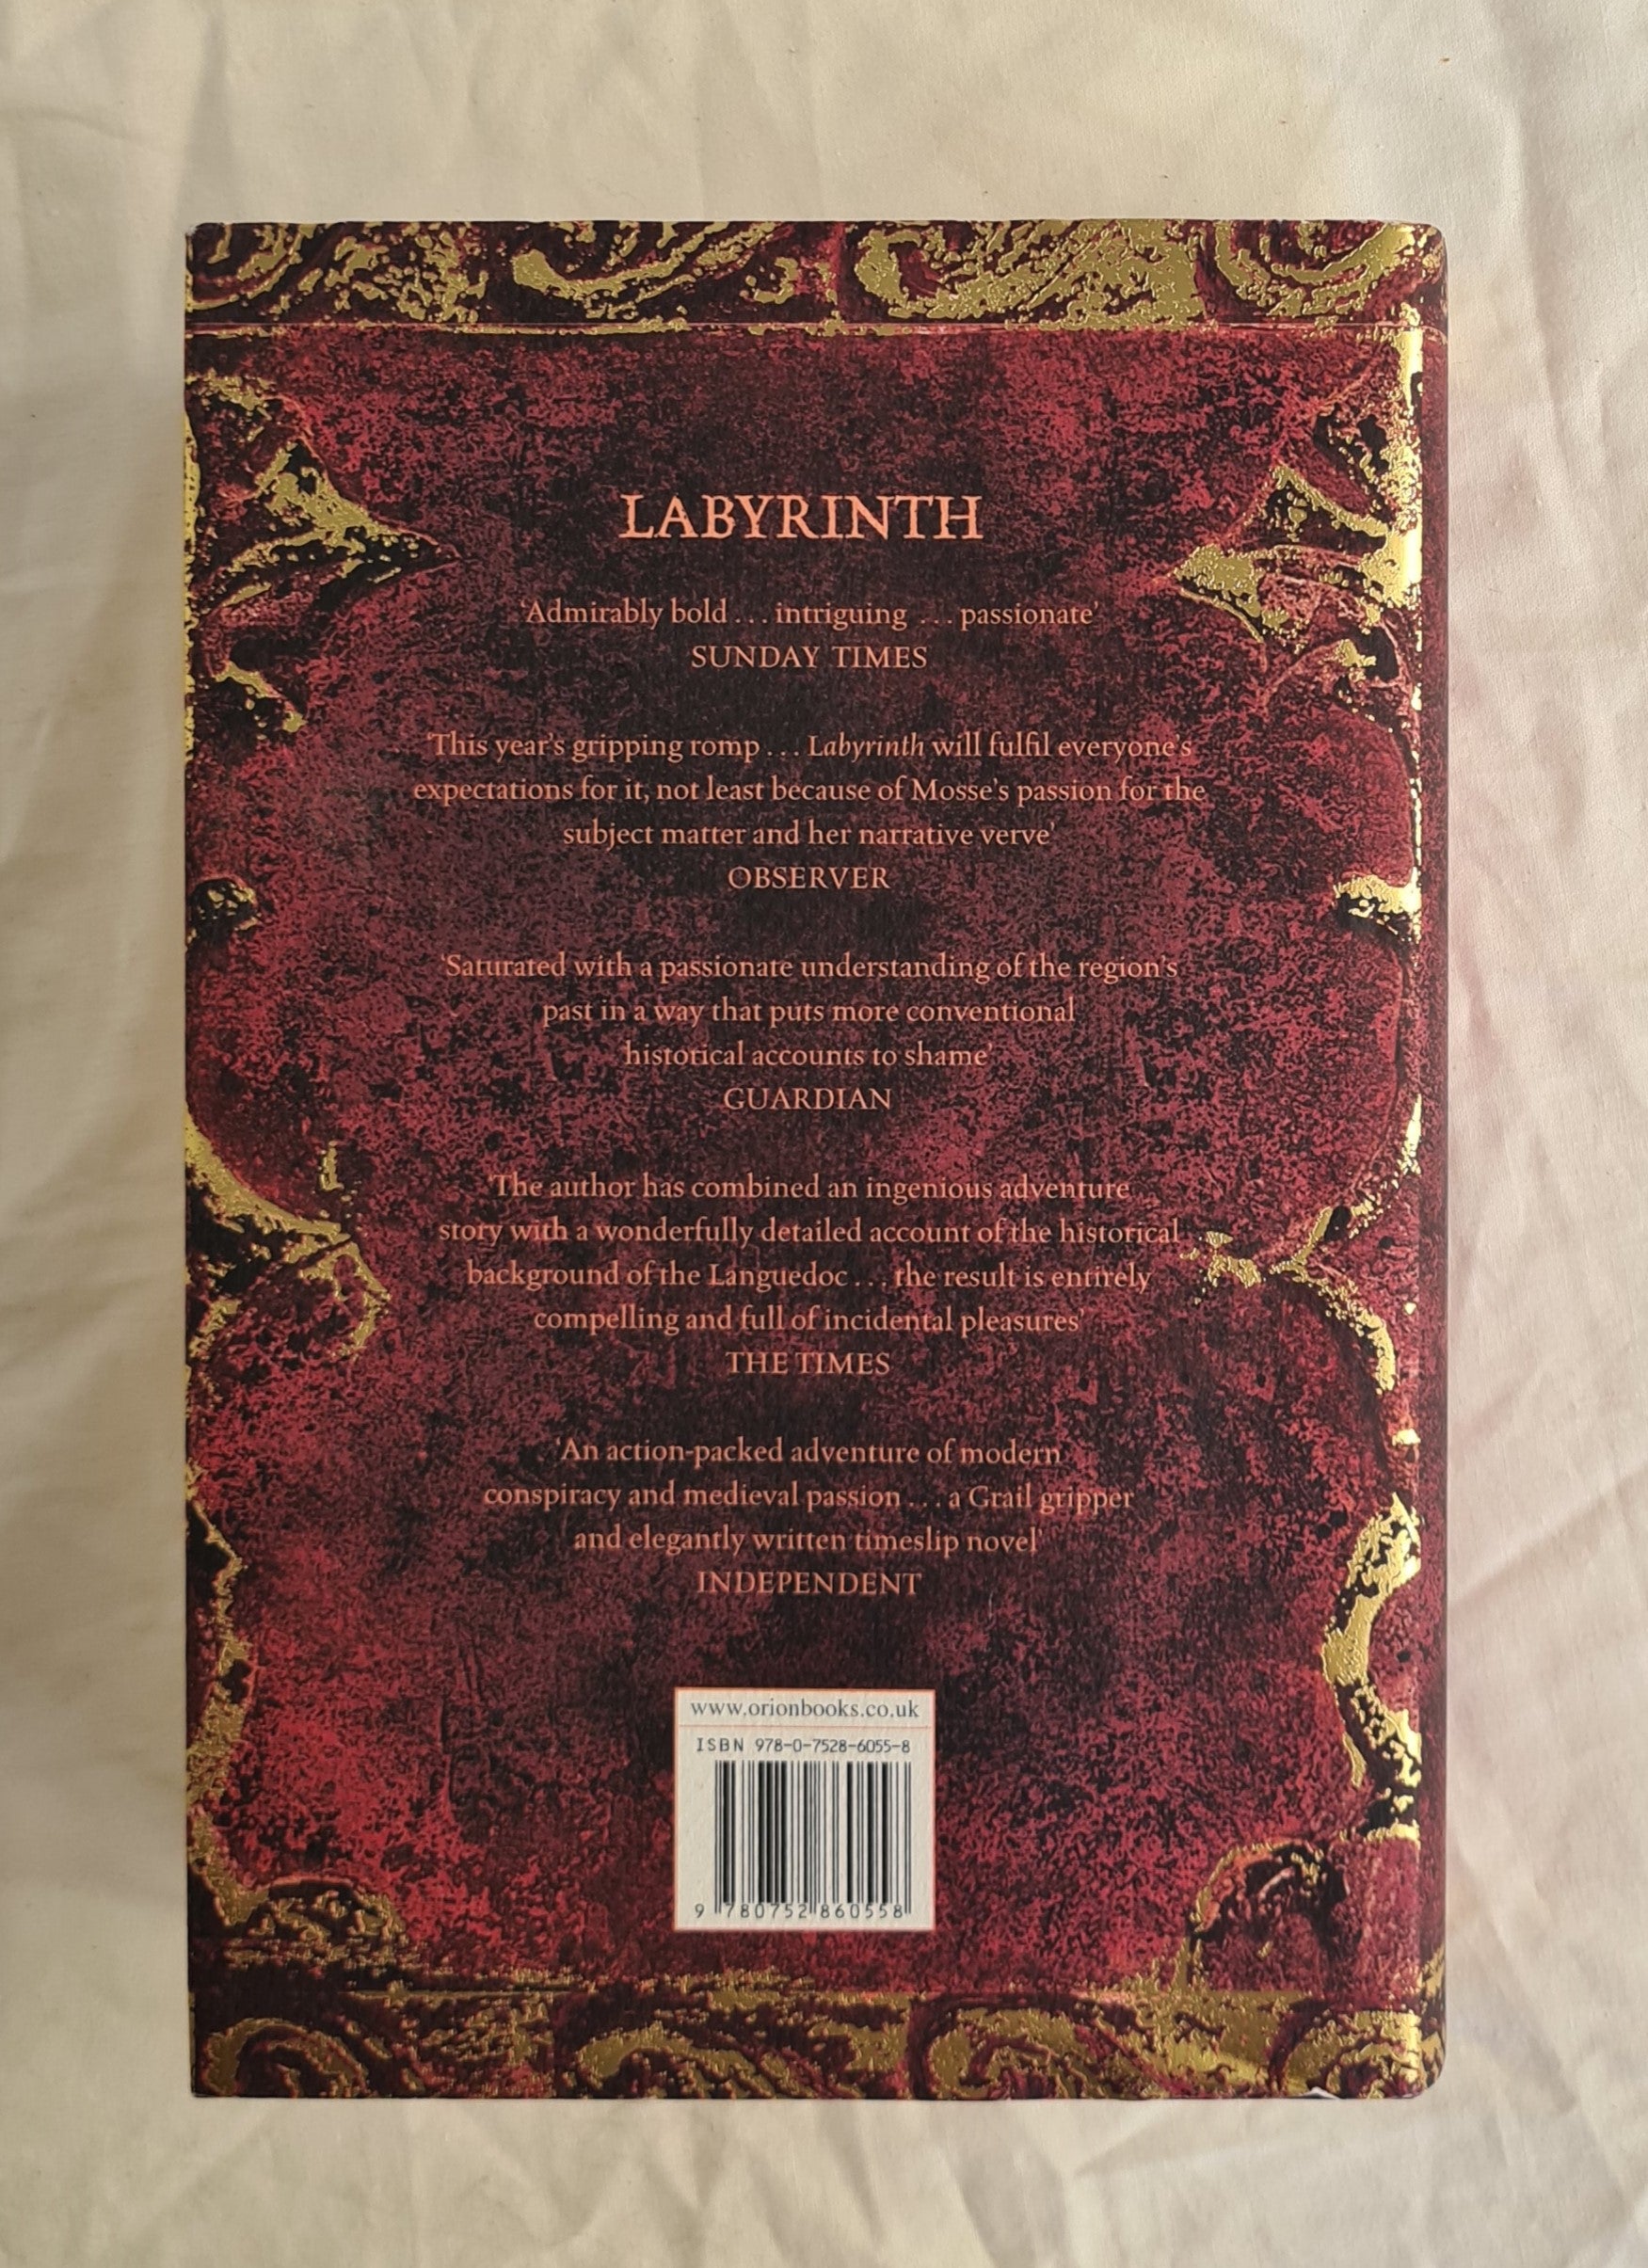 LABYRINTH
‘Admirably bold . . . intriguing . . . passionate’
SUNDAY TIMES
‘This year’s gripping romp . . . Labyrinth will fulfil everyone’s
expectations for it, not least because of Mosse’s passion for the
subject matter and her narrative verve’
OBSERVER
‘Saturated with a passionate understanding of the region’s
past in a way that puts more conventional
historical accounts to shame’
GUARDIAN
‘The author has combined an ingenious adventure
story with a wonderfully detailed account of the historical
background of the Languedoc . . . the result is entirely
compelling and full of incidental pleasures’
THE TIMES
‘An action-packed adventure of modern
conspiracy and medieval passion . . . a Grail gripper
and elegantly written timeslip novel’
INDEPENDENT
www.orionbooks.co.uk
ISBN 978-0-7528-6055-8
9 780752 860558